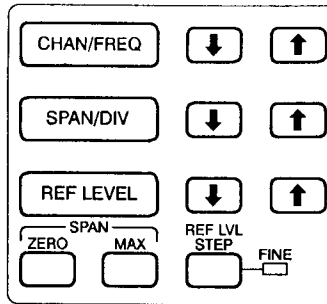 CHAN/FREQ
SPAN/DIV
REF LEVEL
SPAN
ZERO MAX
REF LVL
STEP
FINE